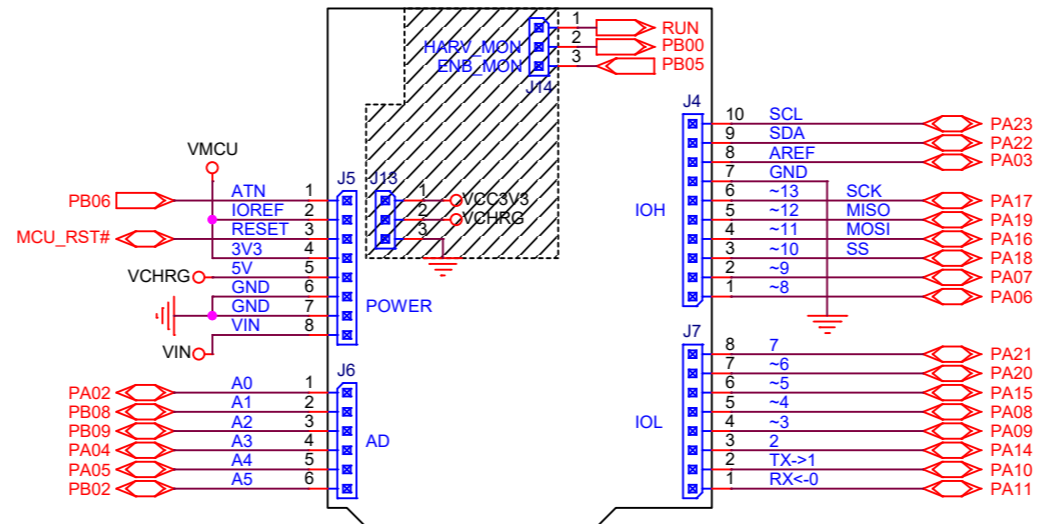 1 RUN
HARV_MON 2 PB00
ENB_MON 3 PB05
J14
J4
10 SCL PA23
9 SDA PA22
8 AREF PA03
7 GND
6 ~13 SCK PA17
IOH
5 ~12 MISO PA19
4 ~11 MOSI PA16
3 ~10 SS PA18
2 ~9 PA07
1 ~8 PA06
VMCU
J5
PB06 ATN 1
IOREF 2
MCU_RST# RESET 3
3V3 4
VCHRG 5V 5
GND 6
GND 7
POWER
VIN 8
VIN
J13
1 VCC3V3
2 VCHRG
3
J6
PA02 A0 1
PB08 A1 2
PB09 A2 3
AD
PA04 A3 4
PA05 A4 5
PB02 A5 6
J7
8 7 PA21
7 ~6 PA20
6 ~5 PA15
5 ~4 PA08
IOL
4 ~3 PA09
3 2 PA14
2 TX->1 PA10
1 RX<-0 PA11